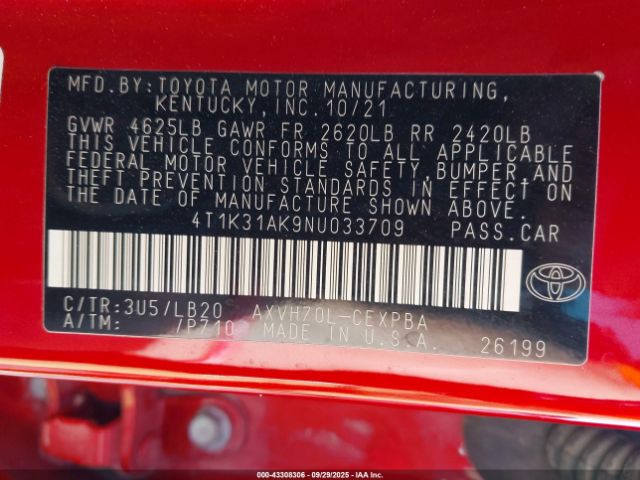 MFD.BY:TOYOTA MOTOR MANUFACTURING,
KENTUCKY,INC.10/21
GVWR 4625LB GAWR FR 2620LB RR 2420LB
THIS VEHICLE CONFORMS TO ALL APPLICABLE
FEDERAL MOTOR VEHICLE SAFETY,BUMPER,AND
THEFT PREVENTION STANDARDS IN EFFECT ON
THE DATE OF MANUFACTURE SHOWN ABOVE.
4T1K31AK9NU033709 PASS.CAR
C/TR:3U5/LB20 AXVH70L-CEXPBA
A/TM: /P710 MADE IN U.S.A. 26199
000-43308306 09/29/2025 - IAAI.COM